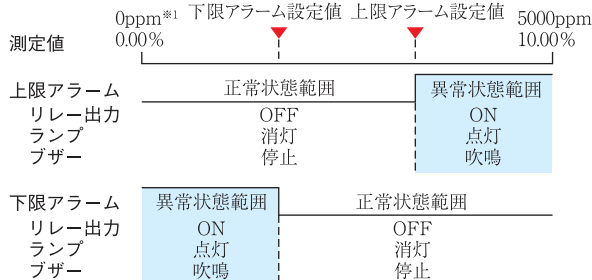 0ppm※1 下限アラーム設定値 上限アラーム設定値 5000ppm
測定値 0.00% 10.00%
上限アラーム 正常状態範囲 異常状態範囲
リレー出力 OFF ON
ランプ 消灯 点灯
ブザー 停止 吹鳴
下限アラーム 異常状態範囲 正常状態範囲
リレー出力 ON OFF
ランプ 点灯 消灯
ブザー 吹鳴 停止